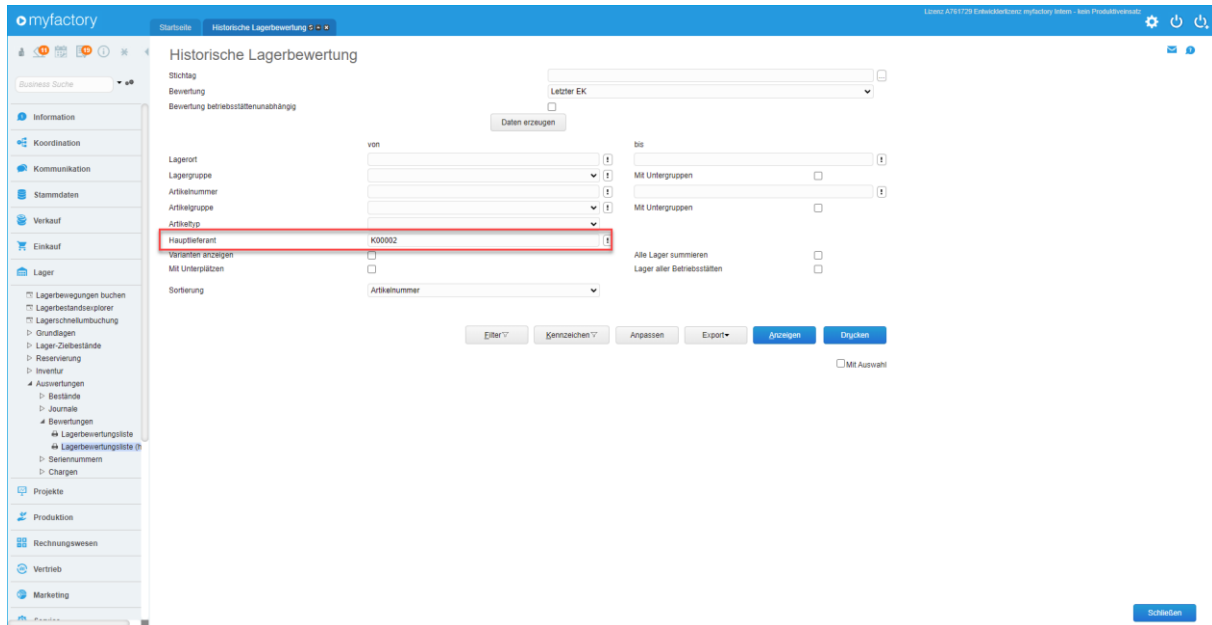 myfactory
Startseite
Historische Lagerbewertung
Lizenz A761729 Entwicklerlizenz myfactory Intern - kein Produktiveinsatz
Business Suche
Information
Koordination
Kommunikation
Stammdaten
Verkauf
Einkauf
Lager
Lagerbewegungen buchen
Lagerbestandsexplorer
Lagerschnellumbuchung
Grundlagen
Lager-Zielbestände
Reservierung
Inventur
Auswertungen
Bestände
Journale
Bewertungen
Lagerbewertungsliste
Lagerbewertungsliste (h
Seriennummern
Chargen
Projekte
Produktion
Rechnungswesen
Vertrieb
Marketing
Historische Lagerbewertung
Stichtag
Bewertung Letzter EK
Bewertung betriebsstättenunabhängig
Daten erzeugen
von bis
Lagerort
Lagergruppe Mit Untergruppen
Artikelnummer
Artikelgruppe Mit Untergruppen
Artikeltyp
Hauptlieferant K00002
Varianten anzeigen Alle Lager summieren
Mit Unterplätzen Lager aller Betriebsstätten
Sortierung Artikelnummer
Filter Kennzeichen Anpassen Export Anzeigen Drucken
Mit Auswahl
Schließen